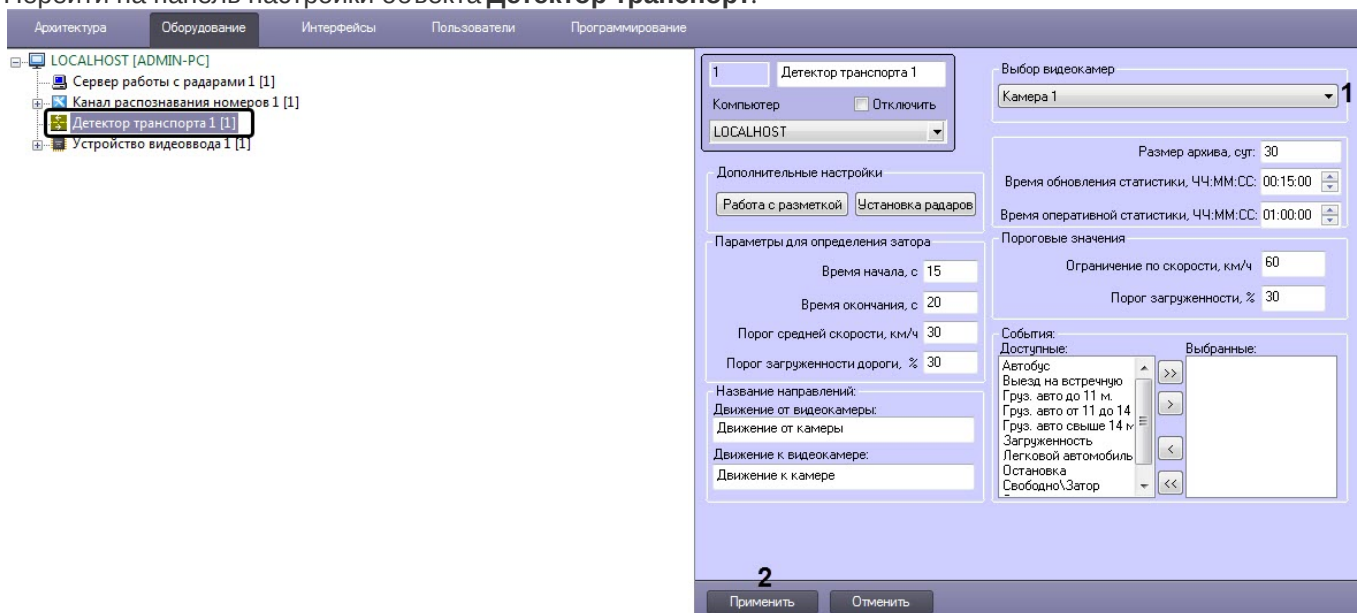 Перейти на панель настройки объекта Детектор транспорт.
Архитектура Оборудование Интерфейсы Пользователи Программирование
LOCALHOST [ADMIN-PC]
Сервер работы с радарами 1 [1]
Канал распознавания номеров 1 [1]
Детектор транспорта 1 [1]
Устройство видеоввода 1 [1]
1 Детектор транспорта 1
Компьютер Отключить
LOCALHOST
Дополнительные настройки
Работа с разметкой Установка радаров
Параметры для определения затора
Время начала, с 15
Время окончания, с 20
Порог средней скорости, км/ч 30
Порог загруженности дороги, % 30
Название направлений:
Движение от видеокамеры:
Движение от камеры
Движение к видеокамере:
Движение к камере
Выбор видеокамер
Камера 1 1
Размер архива, сут: 30
Время обновления статистики, ЧЧ:ММ:СС: 00:15:00
Время оперативной статистики, ЧЧ:ММ:СС: 01:00:00
Пороговые значения
Ограничение по скорости, км/ч 60
Порог загруженности, % 30
События:
Доступные: Выбранные:
Автобус
Выезд на встречную
Груз. авто до 11 м.
Груз. авто от 11 до 14
Груз. авто свыше 14 м
Загруженность
Легковой автомобиль
Остановка
Свободно\Затор
>>
>
<
<<
2
Применить Отменить